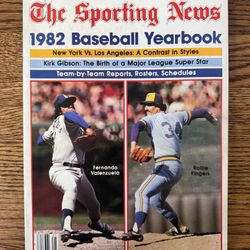 The Sporting News
1982 Baseball Yearbook
New York Vs. Los Angeles: A Contrast in Styles
Kirk Gibson: The Birth of a Major League Super Star
Team-by-Team Reports, Rosters, Schedules
34
Fernando
Valenzuela
Rollie
Fingers